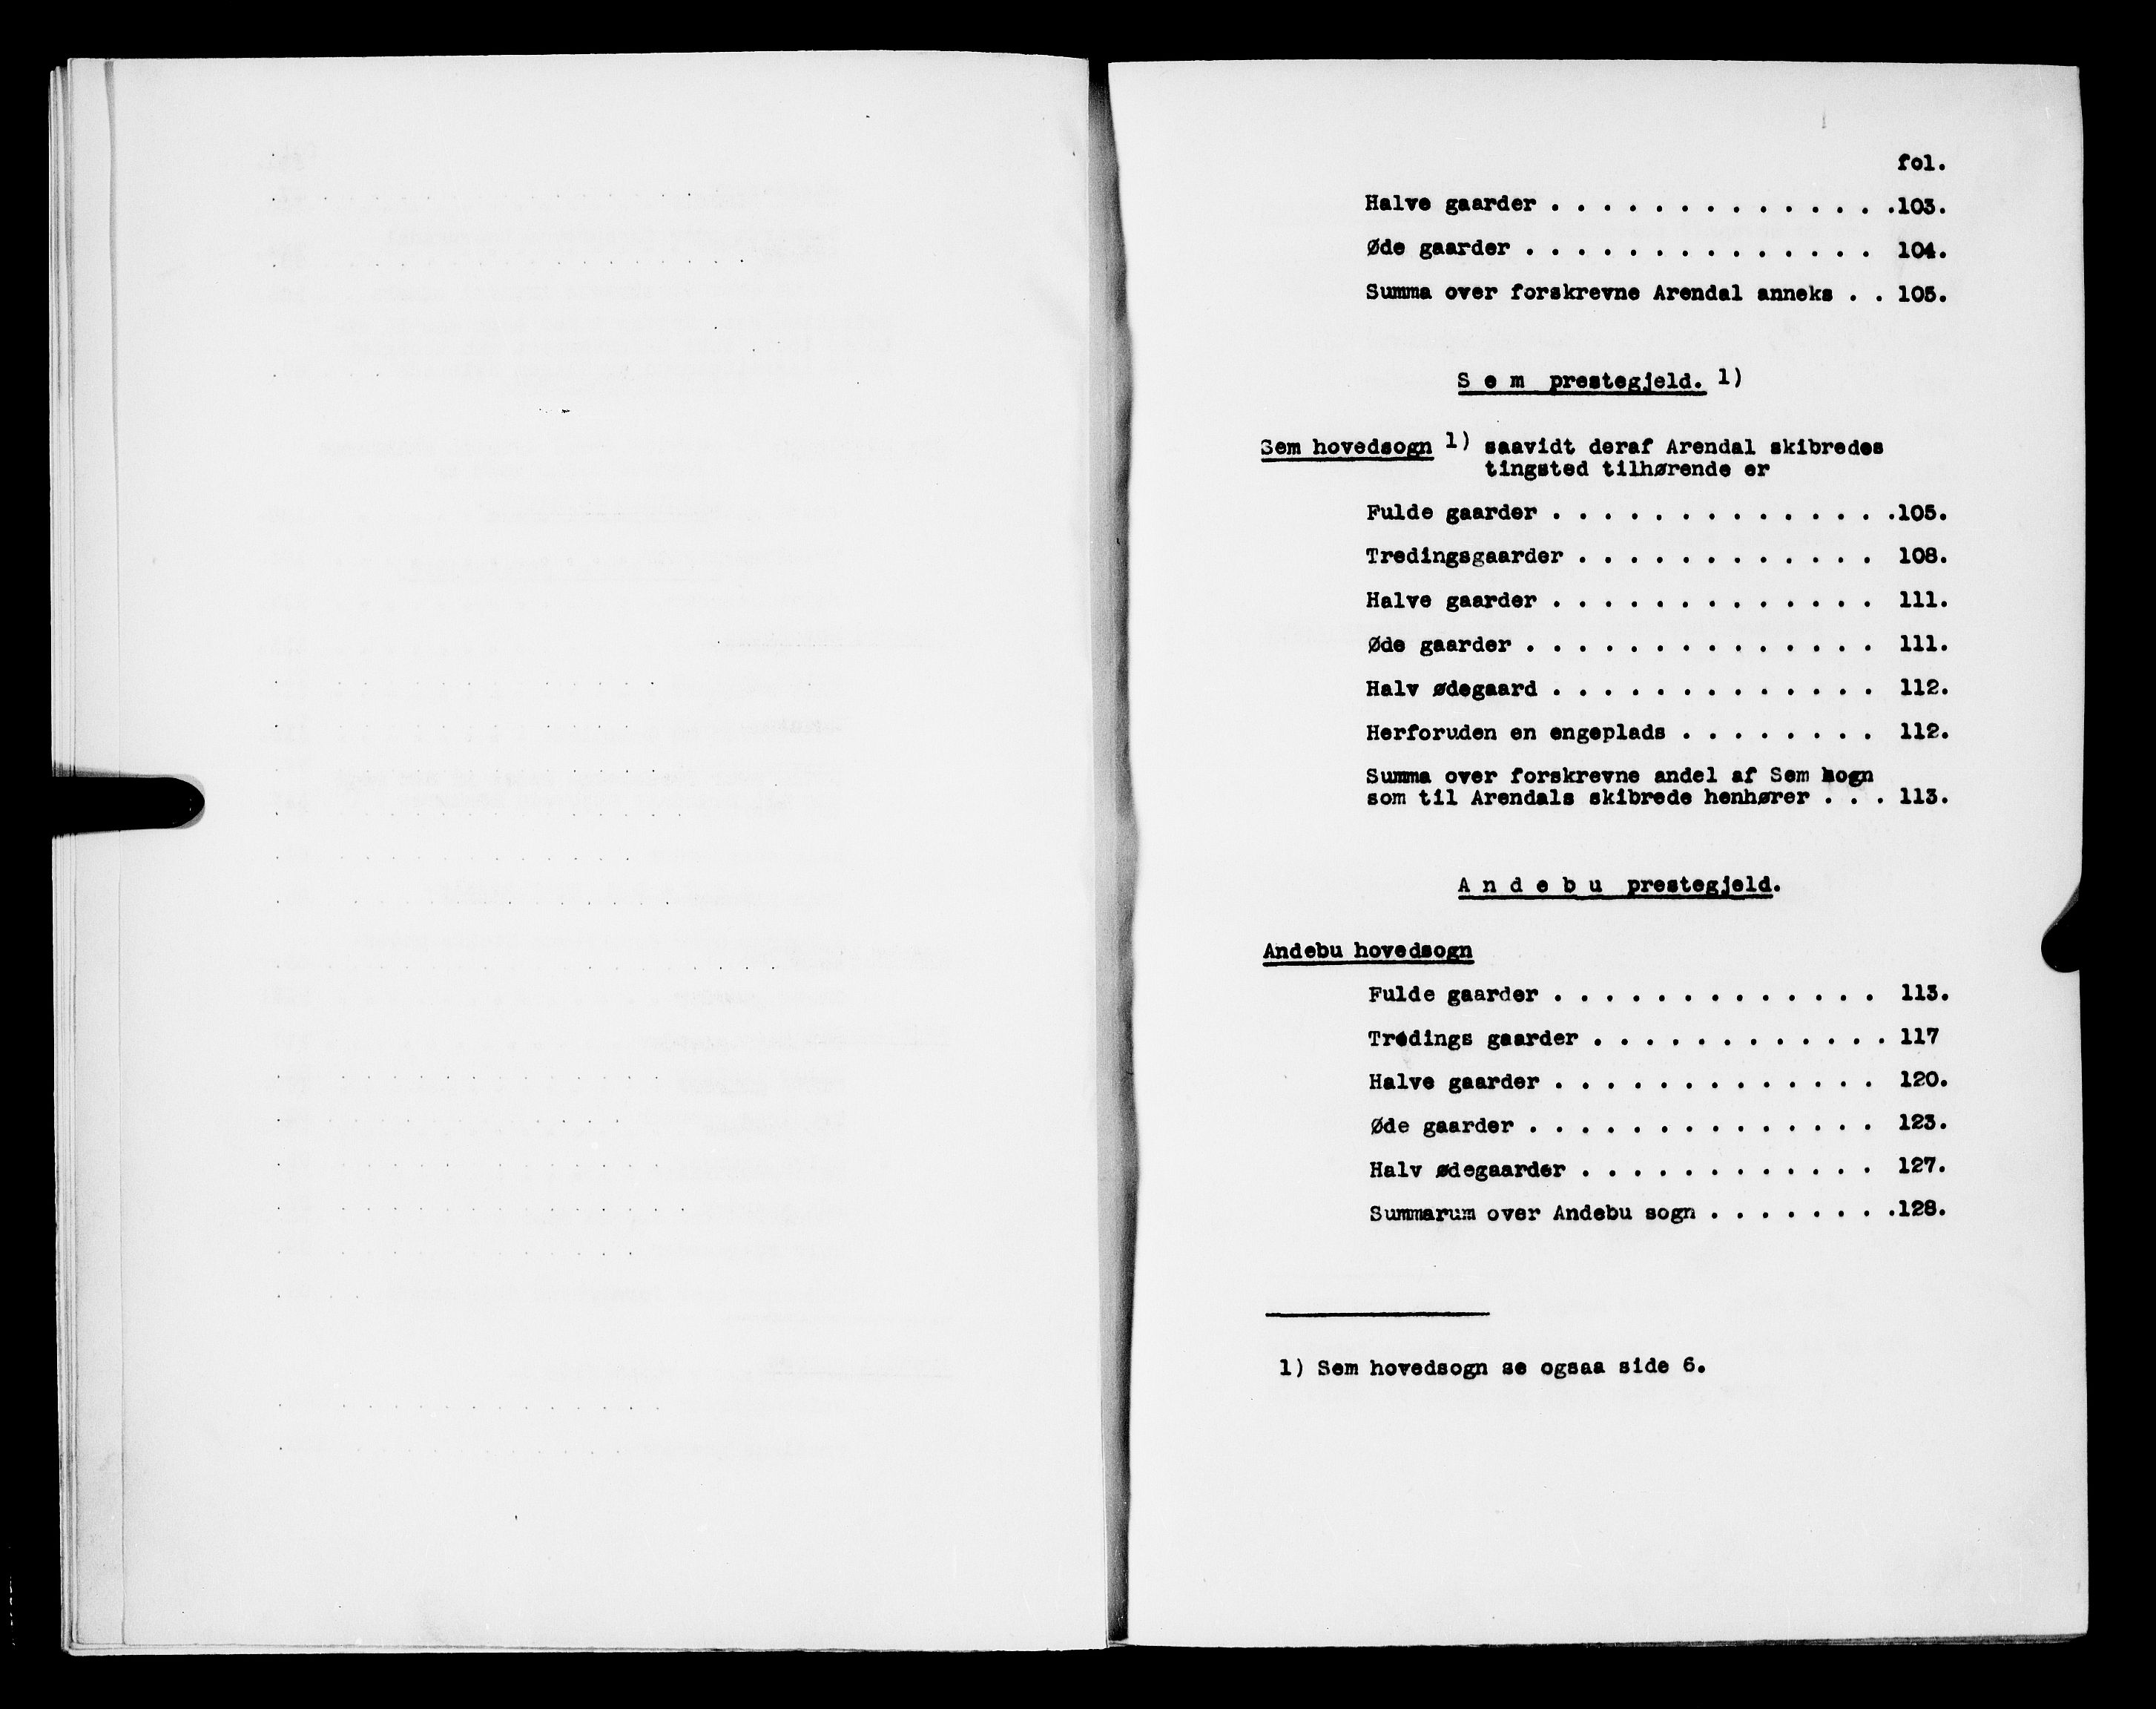 fol.
Halve gaarder . . . . . . . . . . . . . .103.
Øde gaarder . . . . . . . . . . . . . . 104.
Summa over forskrevne Arendal anneks . . 105.
S e m prestegjeld. 1)
Sem hovedsogn 1) saavidt deraf Arendal skibredes
tingsted tilhørende er
Fulde gaarder . . . . . . . . . . . . . .105.
Tredingsgaarder . . . . . . . . . . . . 108.
Halve gaarder . . . . . . . . . . . . . 111.
Øde gaarder . . . . . . . . . . . . . . 111.
Halv ødegaard . . . . . . . . . . . . . 112.
Herforuden en engeplads . . . . . . . . 112.
Summa over forskrevne andel af Sem sogn
som til Arendals skibrede henhører . . . 113.
A n d e b u prestegjeld.
Andebu hovedsogn
Fulde gaarder . . . . . . . . . . . . . 113.
Tredings gaarder . . . . . . . . . . . . 117
Halve gaarder . . . . . . . . . . . . . 120.
Øde gaarder . . . . . . . . . . . . . . 123.
Halv ødegaarder . . . . . . . . . . . . 127.
Summarum over Andebu sogn . . . . . . . .128.
1) Sem hovedsogn se ogsaa side 6.